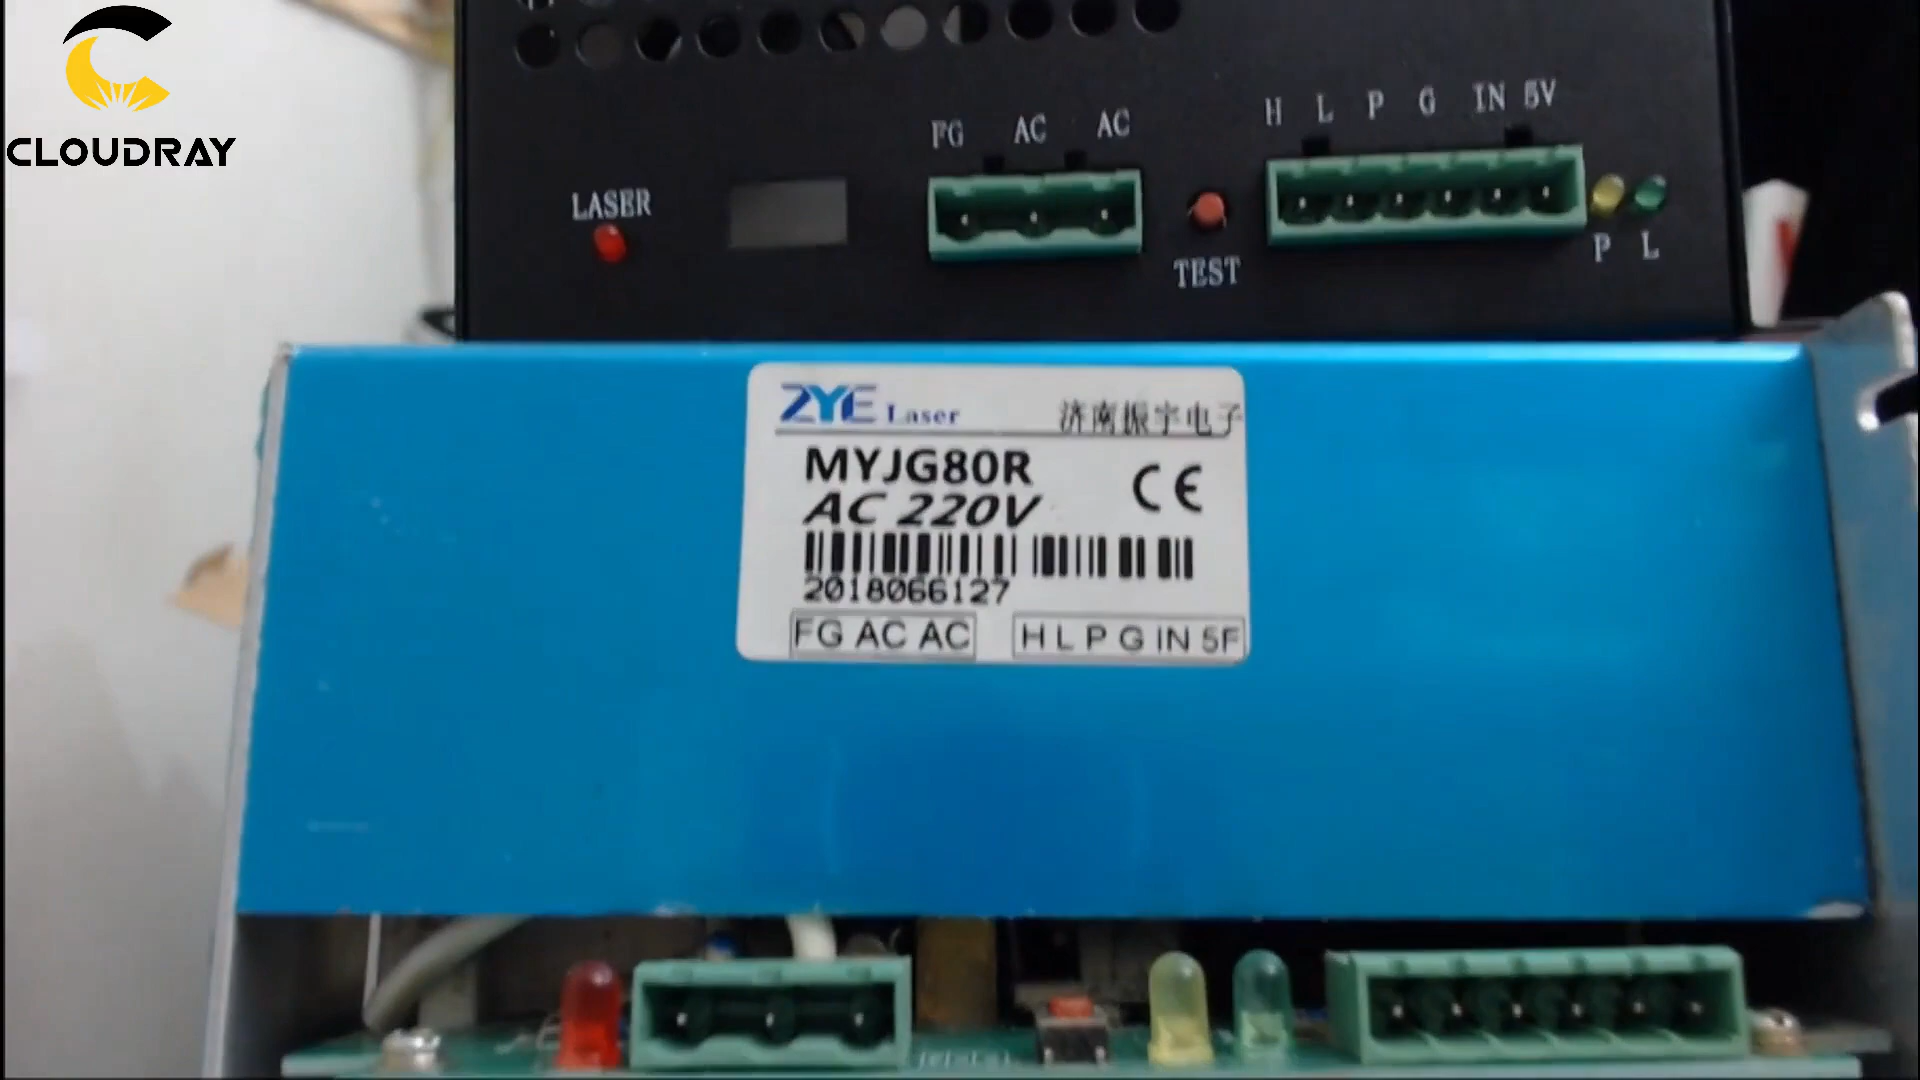 CLOUDRAY
FG AC AC
H L P G IN 5V
LASER
TEST
P L
ZYE Laser 济南振宇电子
MYJG80R
CE
AC 220V
2018066127
FG AC AC H L P G IN 5F